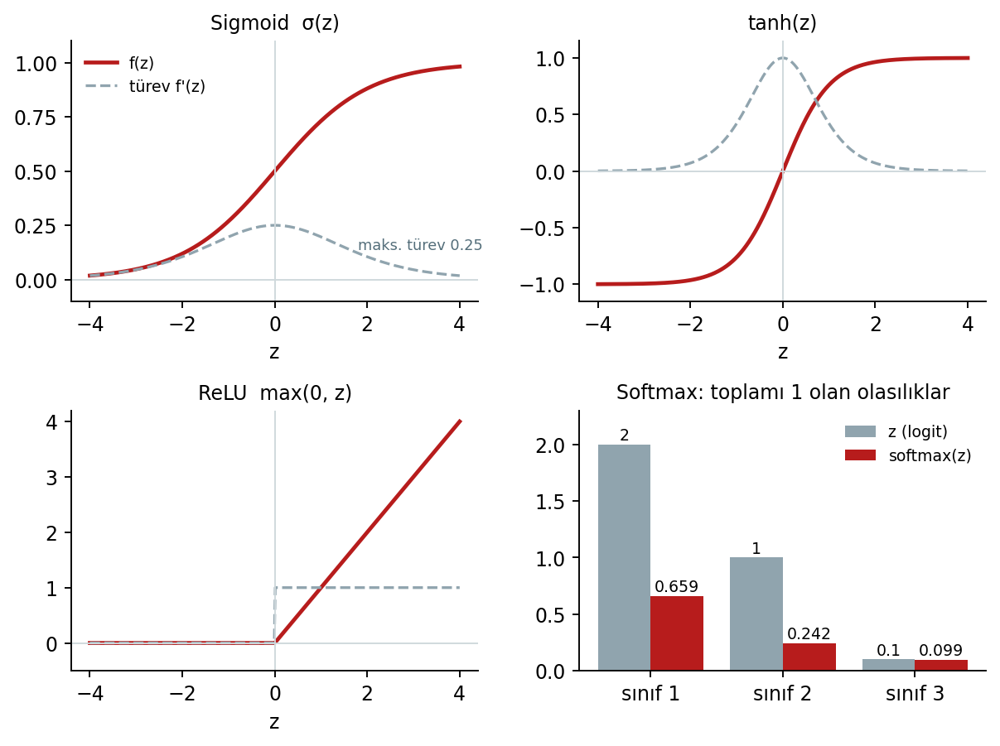 Sigmoid σ(z)
f(z)
türev f'(z)
1.00
0.75
0.50
0.25
0.00
maks. türev 0.25
−4 −2 0 2 4
z
tanh(z)
1.0
0.5
0.0
−0.5
−1.0
−4 −2 0 2 4
z
ReLU max(0, z)
4
3
2
1
0
−4 −2 0 2 4
z
Softmax: toplamı 1 olan olasılıklar
z (logit)
softmax(z)
2.0
1.5
1.0
0.5
0.0
2
0.659
1
0.242
0.1
0.099
sınıf 1 sınıf 2 sınıf 3